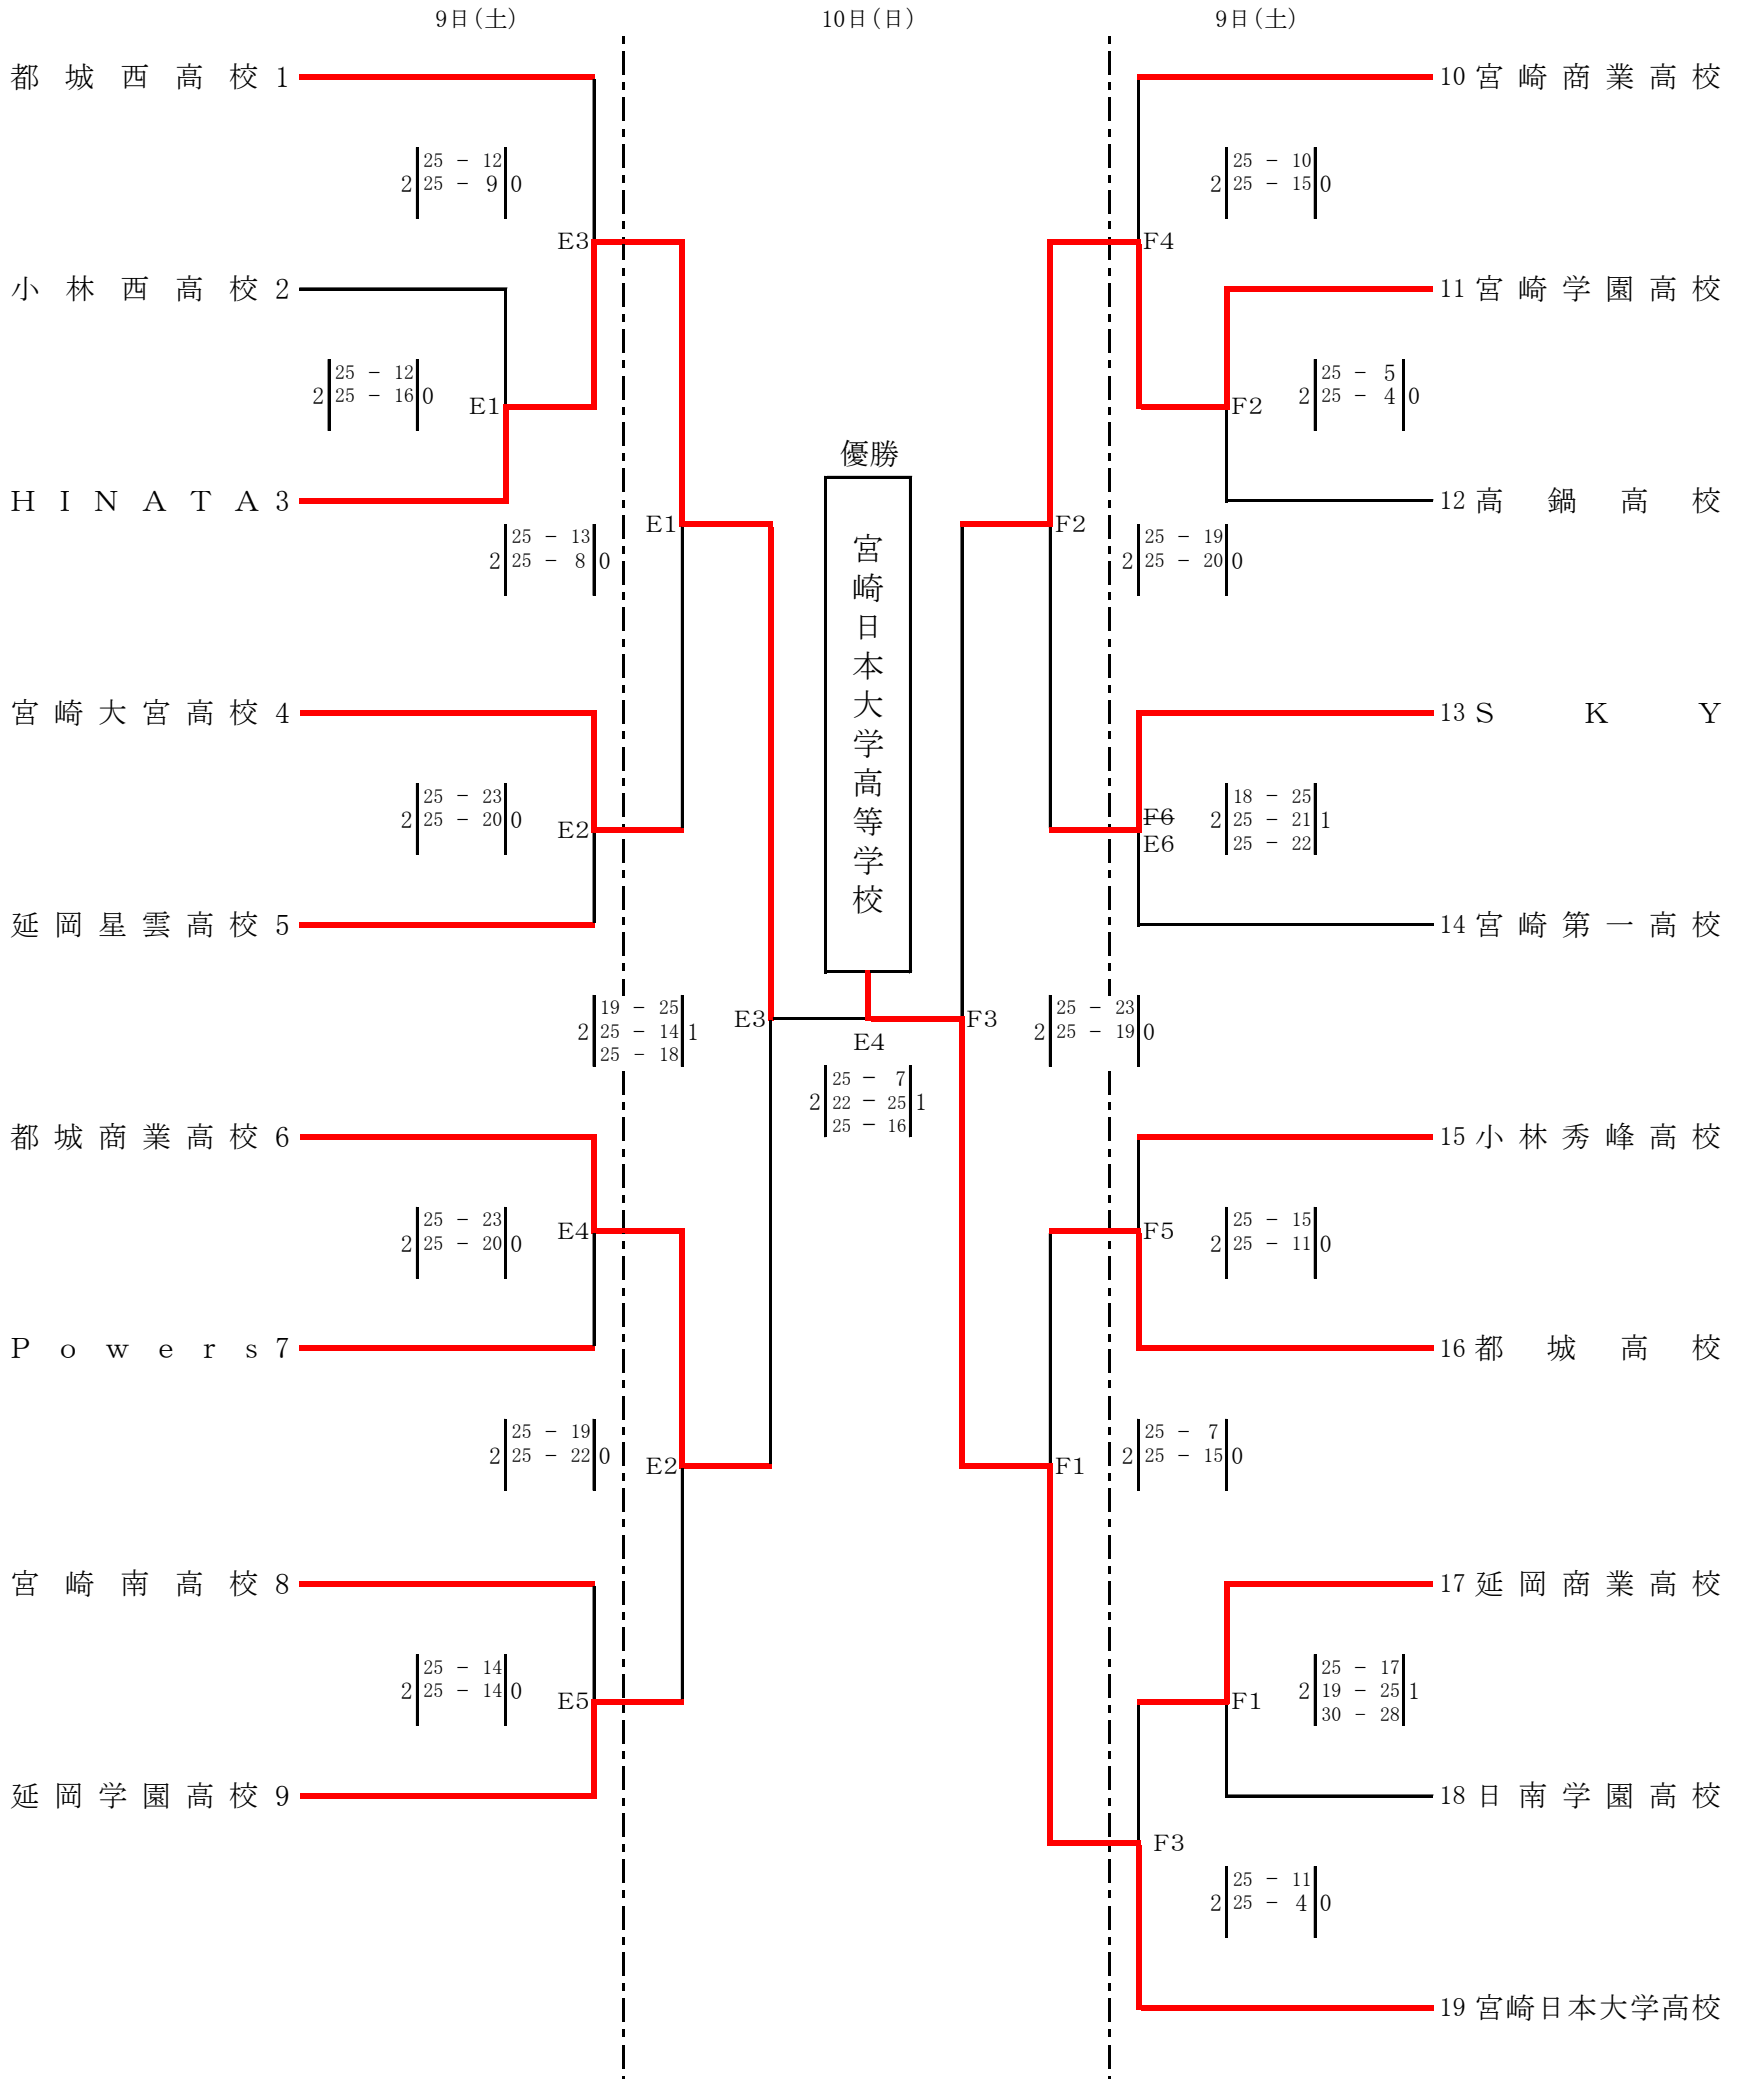 9日(土)
10日(日)
9日(土)
都城西高校 1
10 宮崎商業高校
25 - 12
2 25 - 9 0
25 - 10
2 25 - 15 0
E3
F4
小林西高校 2
11 宮崎学園高校
25 - 12
2 25 - 16 0
E1
F2
25 - 5
2 25 - 4 0
優勝
宮崎日本大学高等学校
HINATA 3
12 高鍋高校
E1
F2
25 - 13
2 25 - 8 0
25 - 19
2 25 - 20 0
宮崎大宮高校 4
13 SKY
25 - 23
2 25 - 20 0
E2
F6
E6
18 - 25
2 25 - 21 1
25 - 22
延岡星雲高校 5
14 宮崎第一高校
19 - 25
2 25 - 14 1
25 - 18
E3
F3
25 - 23
2 25 - 19 0
E4
25 - 7
2 22 - 25 1
25 - 16
都城商業高校 6
15 小林秀峰高校
25 - 23
2 25 - 20 0
E4
F5
25 - 15
2 25 - 11 0
Powers 7
16 都城高校
25 - 19
2 25 - 22 0
E2
F1
25 - 7
2 25 - 15 0
宮崎南高校 8
17 延岡商業高校
25 - 14
2 25 - 14 0
E5
F1
25 - 17
2 19 - 25 1
30 - 28
延岡学園高校 9
18 日南学園高校
F3
25 - 11
2 25 - 4 0
19 宮崎日本大学高校